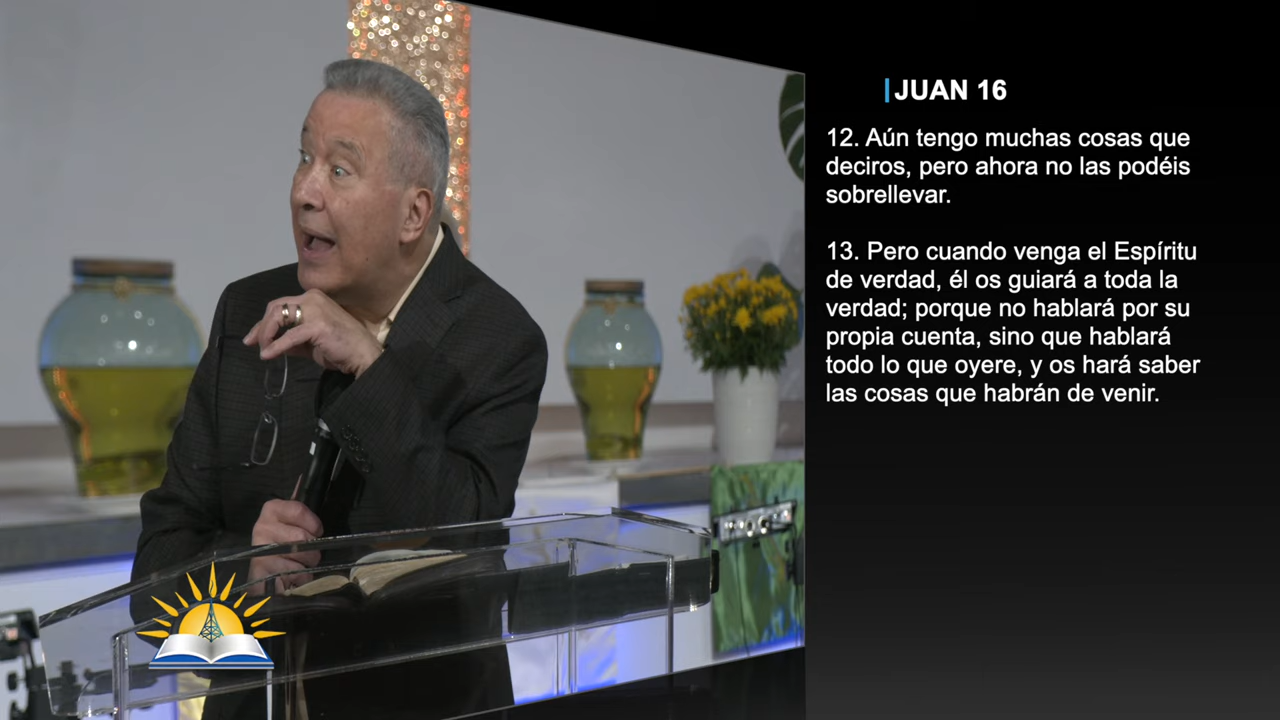 JUAN 16
12. Aún tengo muchas cosas que
deciros, pero ahora no las podéis
sobrellevar.
13. Pero cuando venga el Espíritu
de verdad, él os guiará a toda la
verdad; porque no hablará por su
propia cuenta, sino que hablará
todo lo que oyere, y os hará saber
las cosas que habrán de venir.